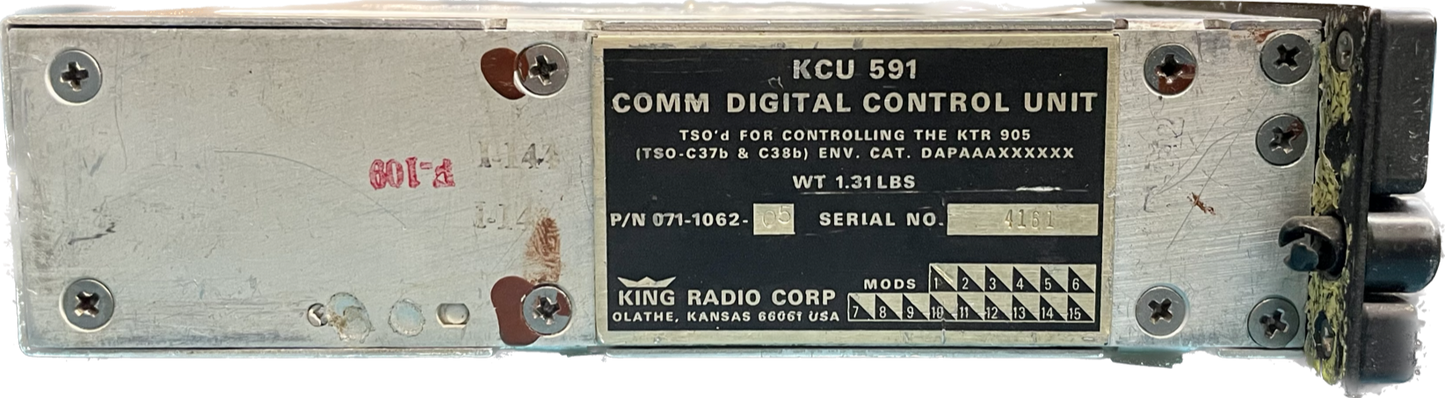 KCU 591
COMM DIGITAL CONTROL UNIT
TSO'd FOR CONTROLLING THE KTR 905
(TSO-C37b & C38b) ENV. CAT. DAPAAAXXXXXX
WT 1.31 LBS
P/N 071-1062-05 SERIAL NO. 4161
KING RADIO CORP
OLATHE, KANSAS 66061 USA
MODS 1 2 3 4 5 6
7 8 9 10 11 12 13 14 15
F-109
I-144